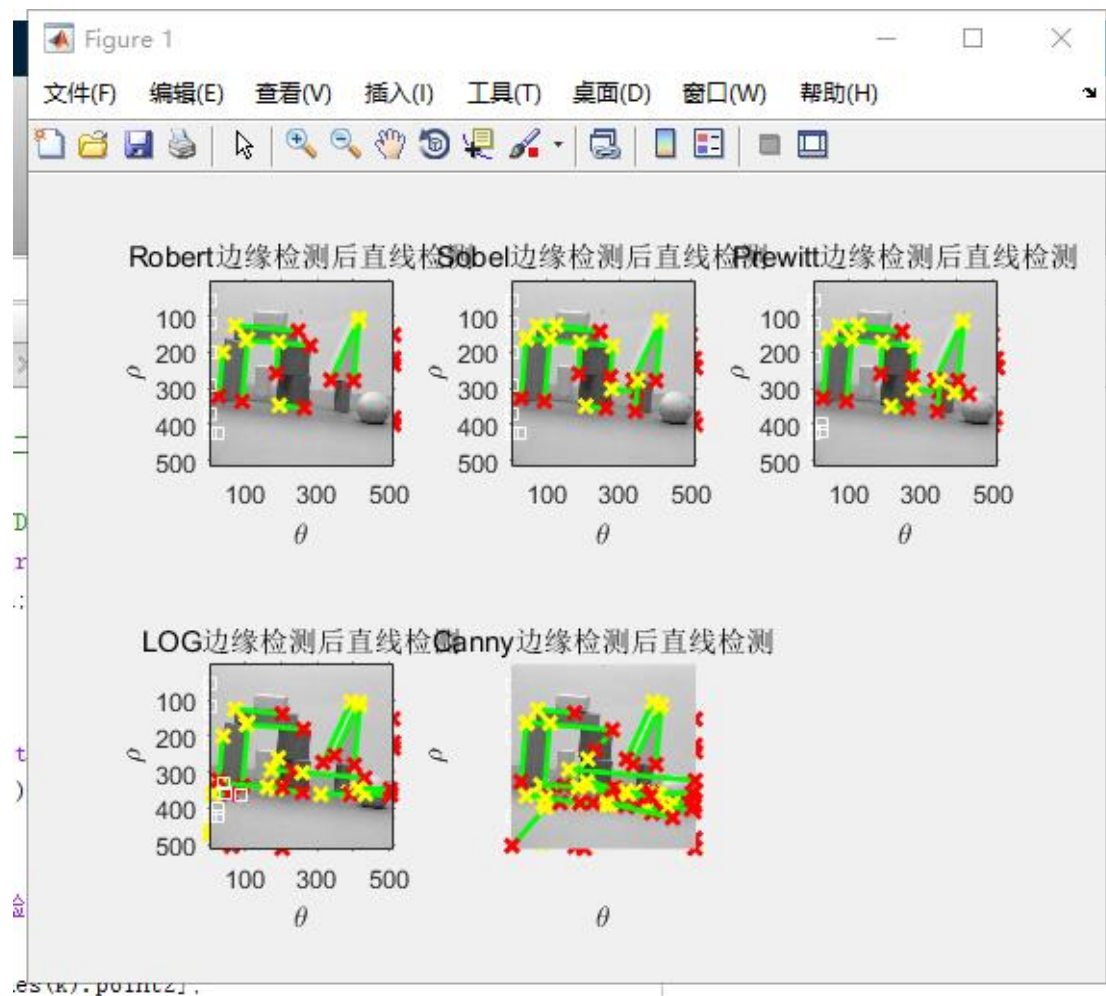 Figure 1
文件(F) 编辑(E) 查看(V) 插入(I) 工具(T) 桌面(D) 窗口(W) 帮助(H)
Robert边缘检测后直线检测
Sobel边缘检测后直线检测
Prewitt边缘检测后直线检测
ρ
100
200
300
400
500
100 300 500
θ
ρ
100
200
300
400
500
100 300 500
θ
ρ
100
200
300
400
500
100 300 500
θ
LOG边缘检测后直线检测
Canny边缘检测后直线检测
ρ
100
200
300
400
500
100 300 500
θ
ρ
θ
es(k).point2];